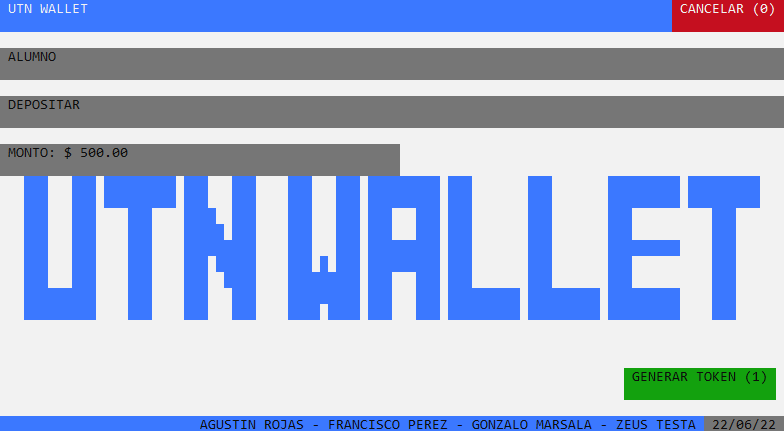 UTN WALLET CANCELAR (0)
ALUMNO
DEPOSITAR
MONTO: $ 500.00
UTN WALLET
GENERAR TOKEN (1)
AGUSTIN ROJAS - FRANCISCO PEREZ - GONZALO MARSALA - ZEUS TESTA 22/06/22